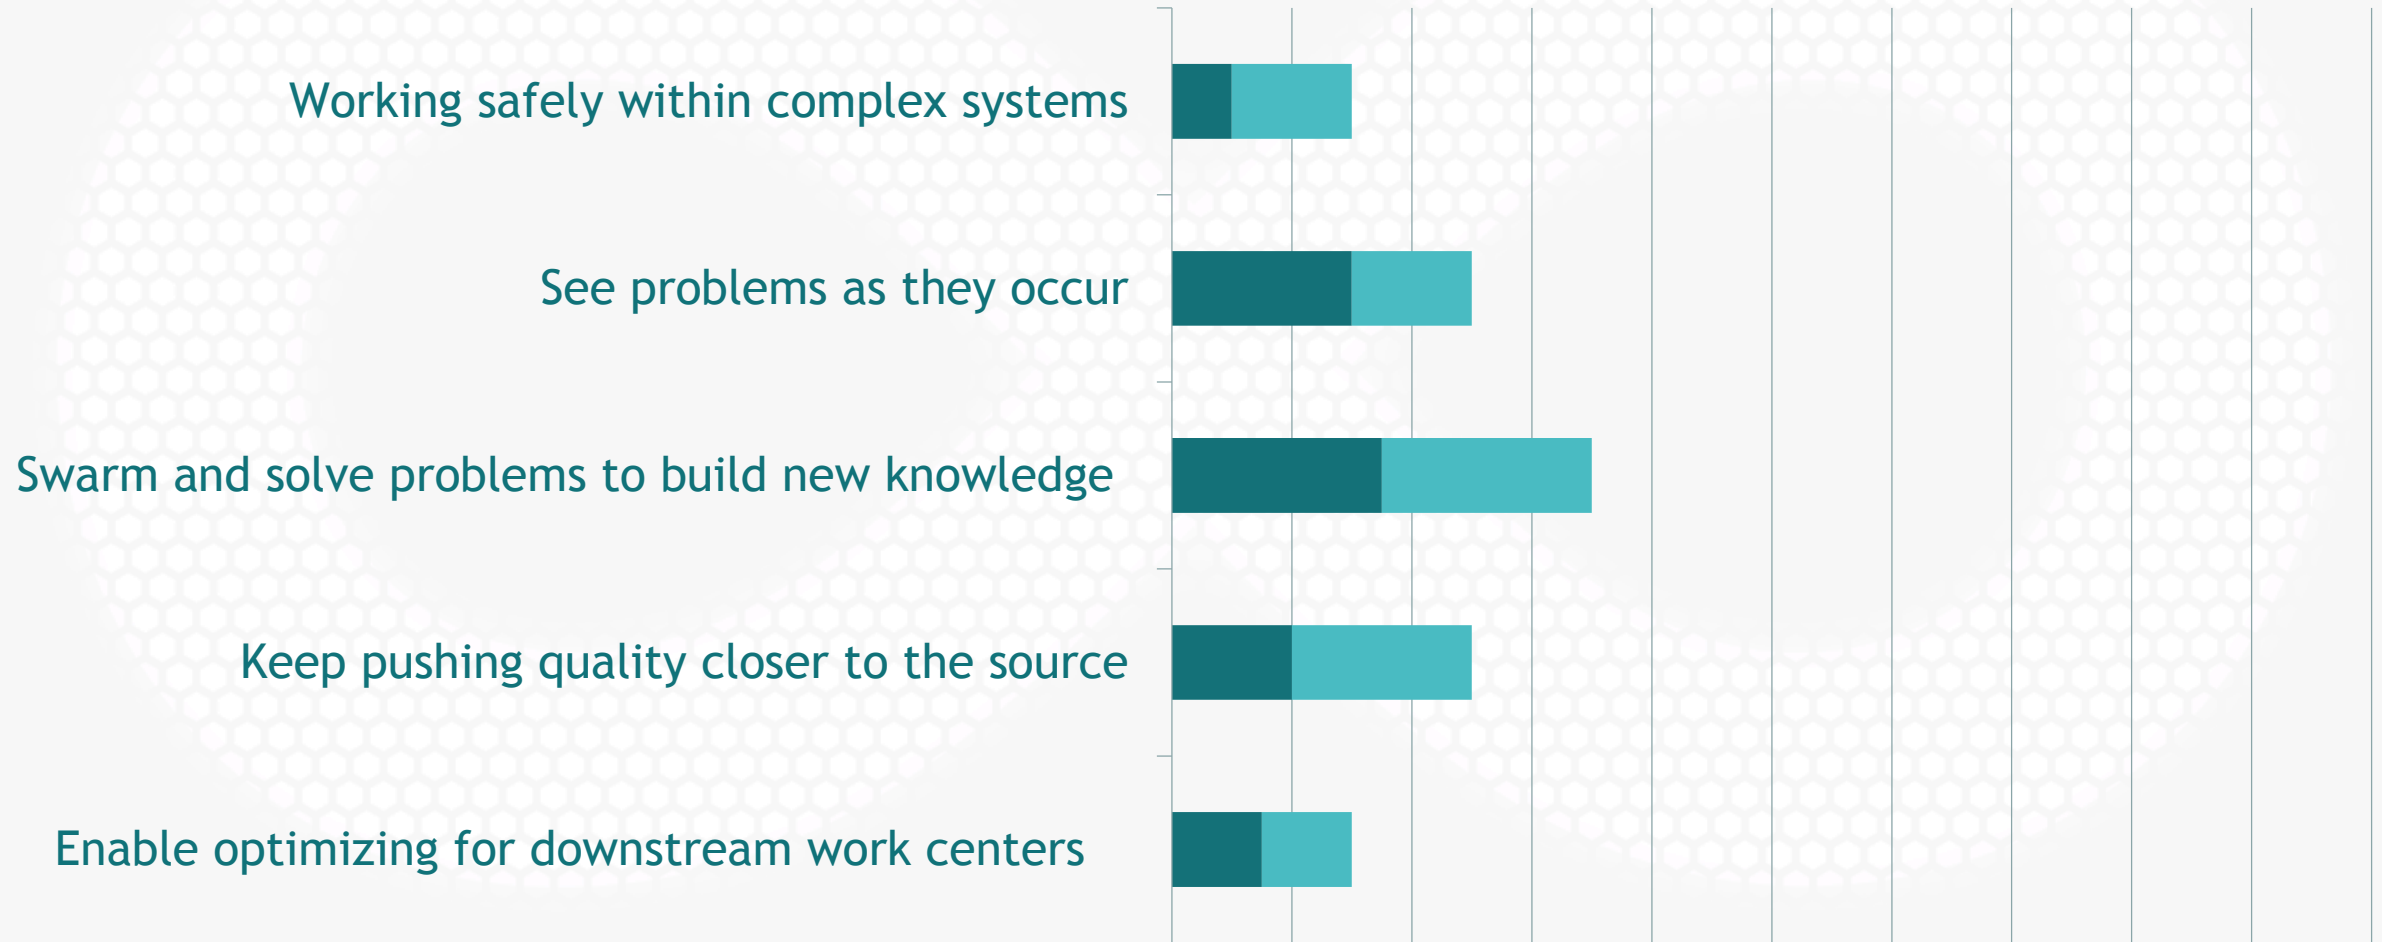 Working safely within complex systems
See problems as they occur
Swarm and solve problems to build new knowledge
Keep pushing quality closer to the source
Enable optimizing for downstream work centers